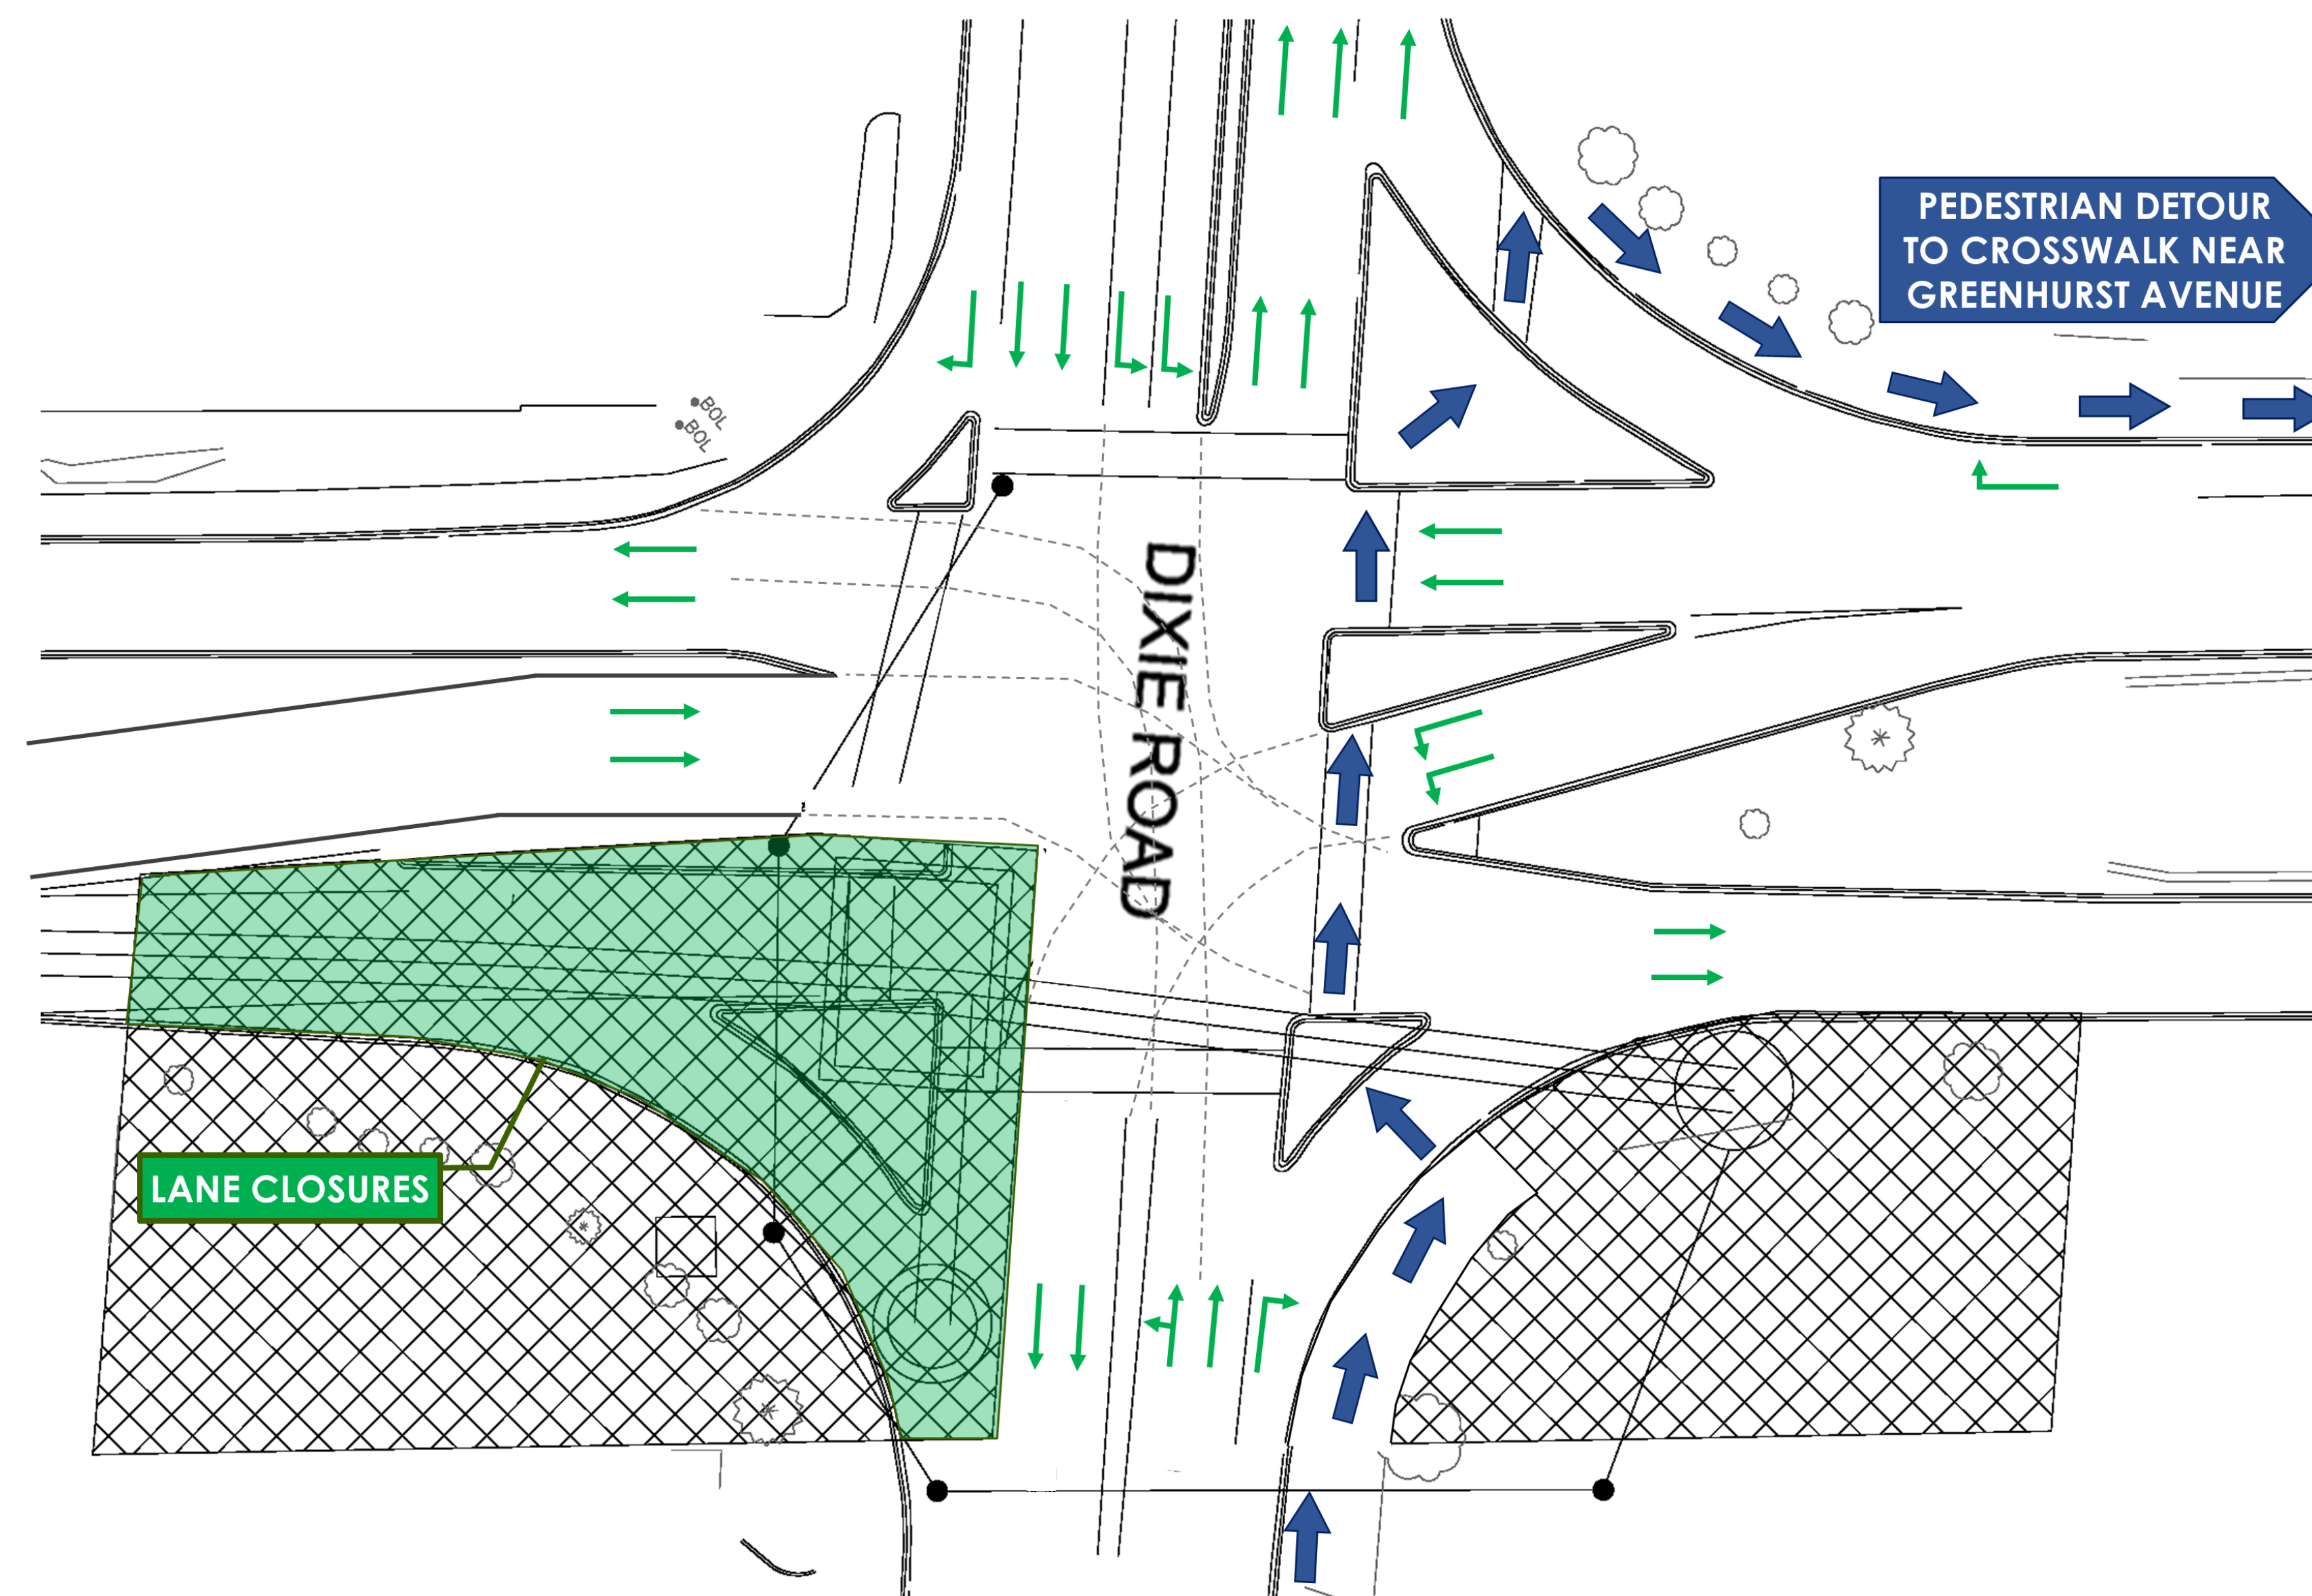 PEDESTRIAN DETOUR
TO CROSSWALK NEAR
GREENHURST AVENUE
BOL
BOL
DIXIE ROAD
LANE CLOSURES